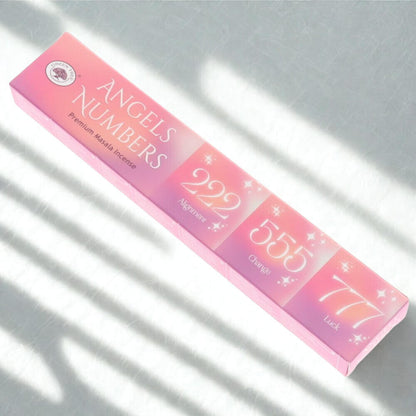 ANGELS
NUMBERS
Premium Masala Incense
222
Alignment
555
Change
777
Luck